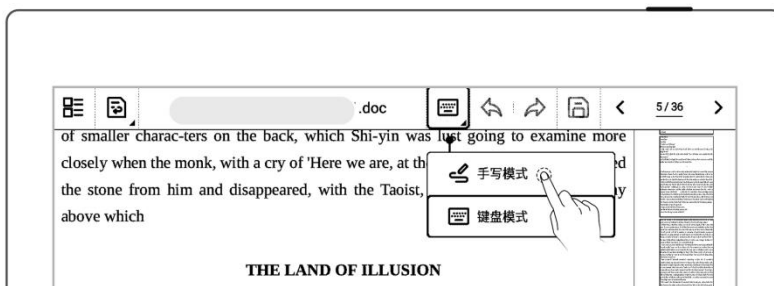 .doc
5 / 36
of smaller charac-ters on the back, which Shi-yin was just going to examine more
closely when the monk, with a cry of 'Here we are, at th ed
the stone from him and disappeared, with the Taoist, ay
above which
手写模式
键盘模式
THE LAND OF ILLUSION